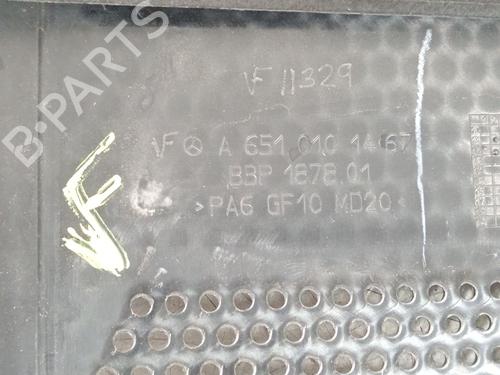 B-PARTS
VF 11329
VF A 651 010 14 67
BBP 1878.01
>PA6 GF10 MD20<